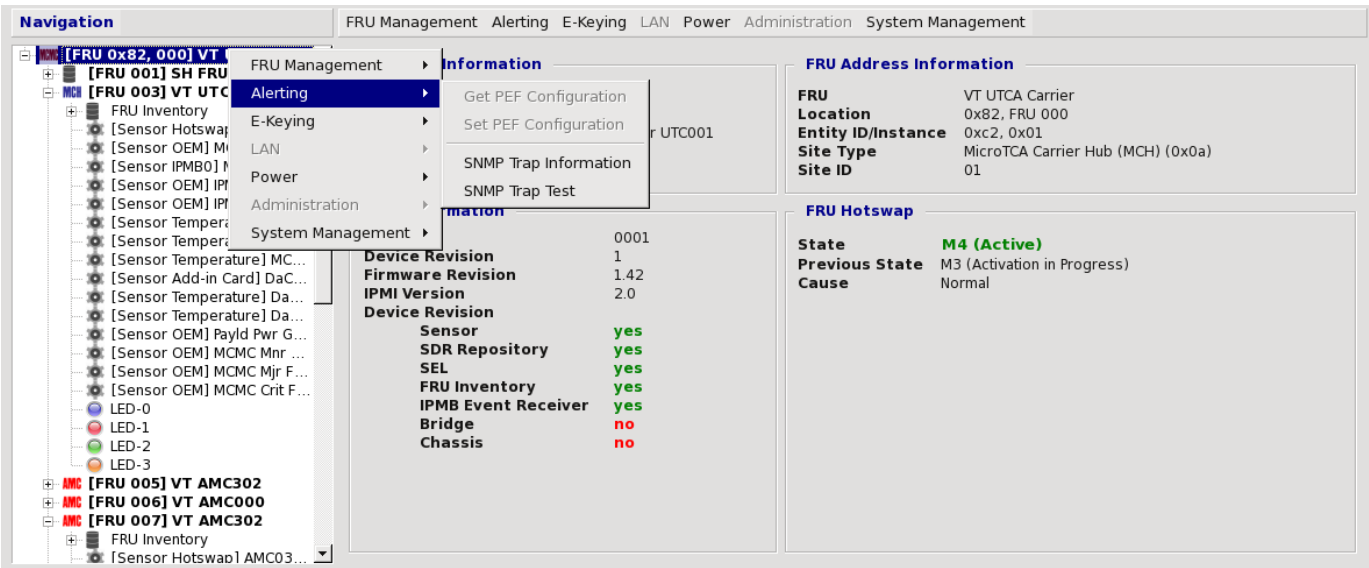 Navigation
FRU Management Alerting E-Keying LAN Power Administration System Management
MCMC [FRU 0x82, 000] VT
[FRU 001] SH FRU
MCH [FRU 003] VT UTC
FRU Inventory
[Sensor Hotswap
[Sensor OEM]
[Sensor IPMB0]
[Sensor OEM]
[Sensor OEM]
[Sensor Tempera
[Sensor Tempera
[Sensor Temperature] MC...
[Sensor Add-in Card] DaC...
[Sensor Temperature] Da...
[Sensor Temperature] Da...
[Sensor OEM] Payld Pwr G...
[Sensor OEM] MCMC Mnr ...
[Sensor OEM] MCMC Mjr F...
[Sensor OEM] MCMC Crit F...
LED-0
LED-1
LED-2
LED-3
AMC [FRU 005] VT AMC302
AMC [FRU 006] VT AMC000
AMC [FRU 007] VT AMC302
FRU Inventory
[Sensor Hotswap] AMC03...
FRU Management
Alerting
E-Keying
LAN
Power
Administration
System Management
Get PEF Configuration
Set PEF Configuration
SNMP Trap Information
SNMP Trap Test
Information
r UTC001
mation
0001
Device Revision 1
Firmware Revision 1.42
IPMI Version 2.0
Device Revision
Sensor yes
SDR Repository yes
SEL yes
FRU Inventory yes
IPMB Event Receiver yes
Bridge no
Chassis no
FRU Address Information
FRU VT UTCA Carrier
Location 0x82, FRU 000
Entity ID/Instance 0xc2, 0x01
Site Type MicroTCA Carrier Hub (MCH) (0x0a)
Site ID 01
FRU Hotswap
State M4 (Active)
Previous State M3 (Activation in Progress)
Cause Normal